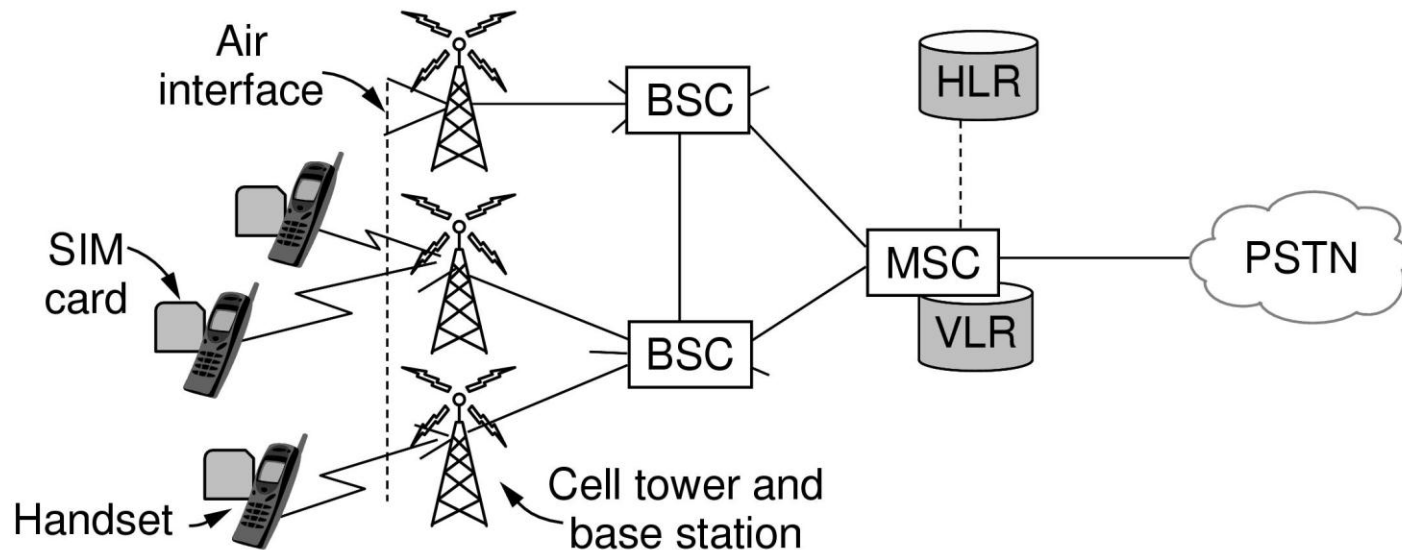 Air
interface
BSC
HLR
SIM
card
MSC
PSTN
VLR
BSC
Handset
Cell tower and
base station